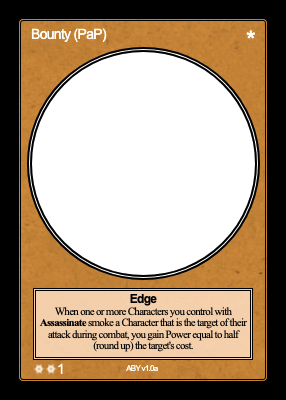 Bounty (PaP) *
Edge
When one or more Characters you control with
Assassinate smoke a Character that is the target of their
attack during combat, you gain Power equal to half
(round up) the target's cost.
1
ABY v1.0a